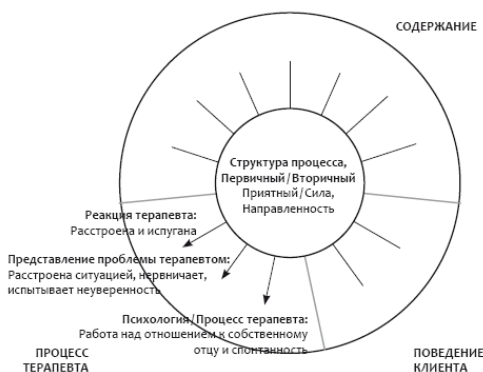 СОДЕРЖАНИЕ
Структура процесса,
Первичный/Вторичный
Приятный/Сила,
Направленность
Реакция терапевта:
Расстроена и испугана
Представление проблемы терапевтом:
Расстроена ситуацией, нервничает,
испытывает неуверенность
Психология/Процесс терапевта:
Работа над отношением к собственному
отцу и спонтанность
ПРОЦЕСС
ТЕРАПЕВТА
ПОВЕДЕНИЕ
КЛИЕНТА